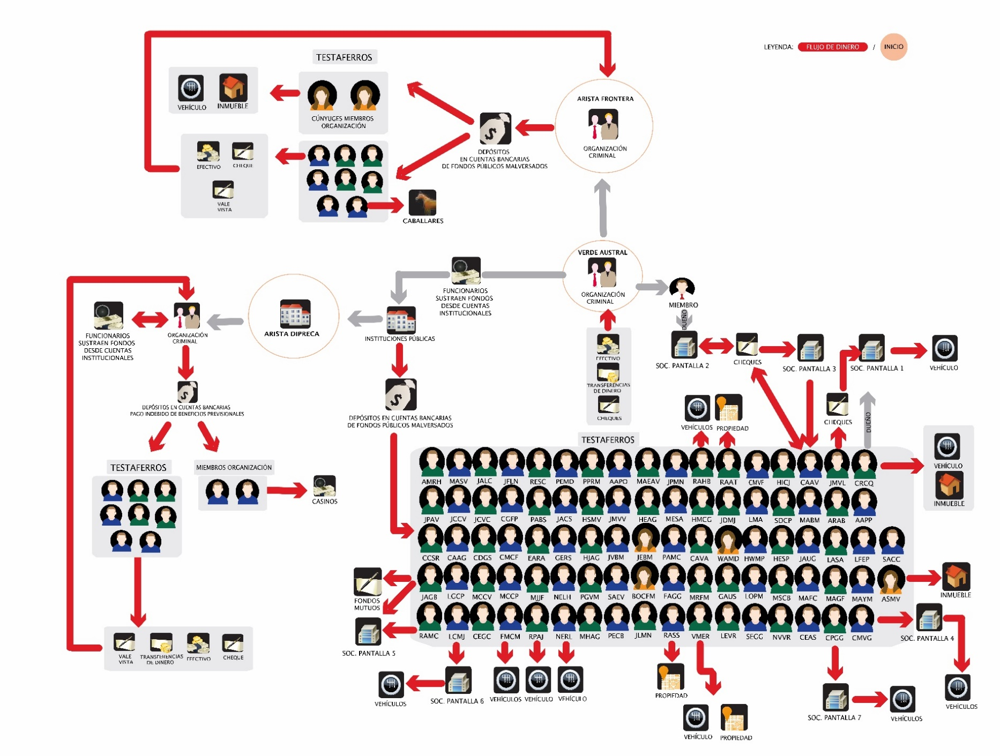 LEYENDA: FLUJO DE DINERO / INICIO
TESTAFERROS
VEHÍCULO
INMUEBLE
CÚNYUGES MIEMBROS
ORGANIZACIÓN
ARISTA FRONTERA
ORGANIZACIÓN
CRIMINAL
DEPÓSITOS
EN CUENTAS BANCARIAS
DE FONDOS PÚBLICOS MALVERSADOS
EFECTIVO
CHEQUE
VALE
VISTA
CABALLARES
VERDE AUSTRAL
ORGANIZACIÓN
CRIMINAL
FUNCIONARIOS
SUSTRAEN FONDOS
DESDE CUENTAS
INSTITUCIONALES
MIEMBRO
DUEÑO
ARISTA DIPRECA
INSTITUCIONES PÚBLICAS
ORGANIZACIÓN
CRIMINAL
FUNCIONARIOS
SUSTRAEN FONDOS
DESDE CUENTAS
INSTITUCIONALES
EFECTIVO
TRANSFERENCIAS
DE DINERO
CHEQUES
SOC. PANTALLA 2
CHEQUES
SOC. PANTALLA 3
SOC. PANTALLA 1
VEHÍCULO
DEPÓSITOS EN CUENTAS BANCARIAS
PAGO INDEBIDO DE BENEFICIOS PREVISIONALES
DEPÓSITOS EN CUENTAS BANCARIAS
DE FONDOS PÚBLICOS MALVERSADOS
VEHÍCULOS
PROPIEDAD
CHEQUES
DUEÑO
TESTAFERROS
MIEMBROS ORGANIZACIÓN
CASINOS
TESTAFERROS
VEHÍCULO
INMUEBLE
AMRH MASV JALC JFLN RESC PEMD PPRM AAPO MAEAV JPMN RAHB RAAT CMVF HICJ CAAV JMVL CRCQ
JPAV JCCV JCVC CGFP PABS JACS HSMV JMVV HEAG MESA HMCG JDMJ LMA SDCP MABM ARAB AAPP
CCSR CAAG CDGS CMCF EARA GERS HJAG JVBM JEBM PAMC CAVA WAMD HWMP HESP JAUG LASA LFEP SACC
JAGB LGCP MCCV MCCP MJJF NELH PGVM SAEV BOCFM FAGG MRFM GAUS LOPM MSCB MAFC MAGF MAYM ASMV
RAMC LCMJ CEGC FMCM RPAJ NERL MHAG PECB JLMN RASS VMER LEVR SEGG NVVR CEAS CPGG CMVG
FONDOS
MUTUOS
INMUEBLE
SOC. PANTALLA 5
SOC. PANTALLA 4
VALE
VISTA
TRANSFERENCIAS
DE DINERO
EFECTIVO
CHEQUE
VEHÍCULOS
SOC. PANTALLA 6
VEHÍCULOS
VEHÍCULO
VEHÍCULO
PROPIEDAD
VEHÍCULO
PROPIEDAD
SOC. PANTALLA 7
VEHÍCULOS
VEHÍCULOS